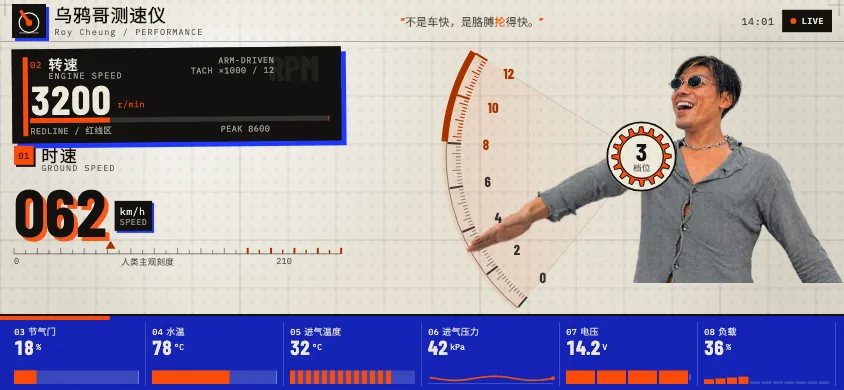 乌鸦哥测速仪
Roy Cheung / PERFORMANCE
“不是车快，是胳膊抡得快。”
14:01
LIVE
02 转速
ENGINE SPEED
ARM-DRIVEN
TACH ×1000 / 12
RPM
3200 r/min
REDLINE / 红线区
PEAK 8600
01 时速
GROUND SPEED
062
km/h
SPEED
0
人类主观刻度
210
12
10
8
6
4
2
0
3
档位
03 节气门
18%
04 水温
78°C
05 进气温度
32°C
06 进气压力
42kPa
07 电压
14.2V
08 负载
36%